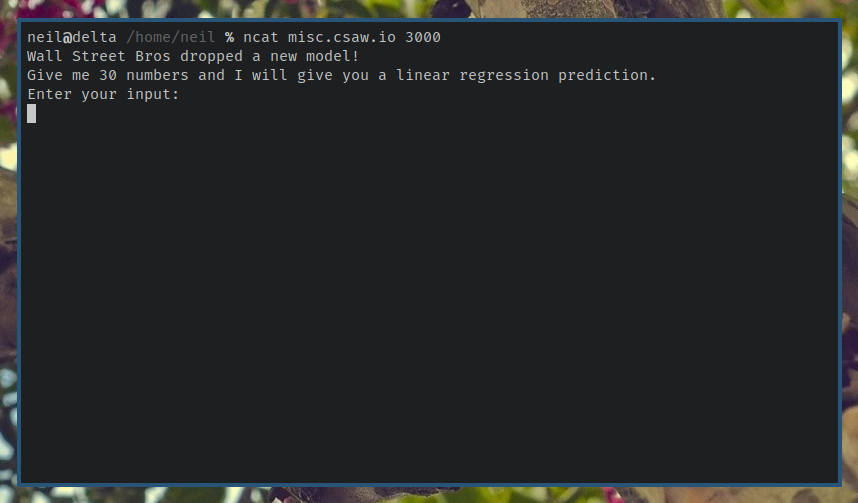 neil@delta /home/neil % ncat misc.csaw.io 3000
Wall Street Bros dropped a new model!
Give me 30 numbers and I will give you a linear regression prediction.
Enter your input: